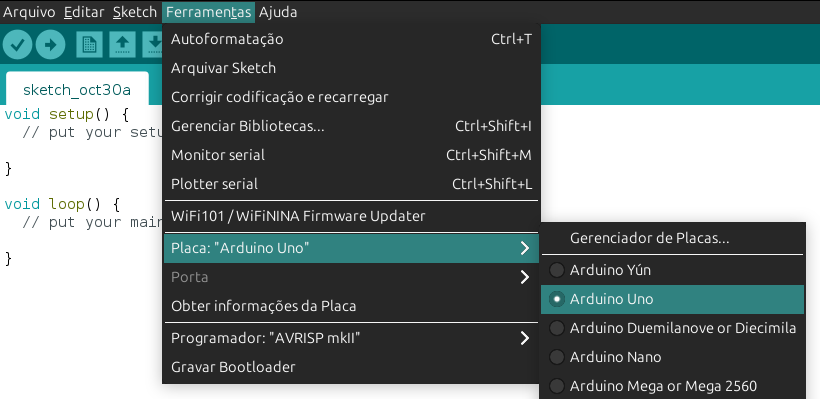 Arquivo Editar Sketch Ferramentas Ajuda
sketch_oct30a
void setup() {
// put your setu
}
void loop() {
// put your main
}
Autoformatação Ctrl+T
Arquivar Sketch
Corrigir codificação e recarregar
Gerenciar Bibliotecas... Ctrl+Shift+I
Monitor serial Ctrl+Shift+M
Plotter serial Ctrl+Shift+L
WiFi101 / WiFiNINA Firmware Updater
Placa: "Arduino Uno"
Porta
Obter informações da Placa
Programador: "AVRISP mkII"
Gravar Bootloader
Gerenciador de Placas...
Arduino Yún
Arduino Uno
Arduino Duemilanove or Diecimila
Arduino Nano
Arduino Mega or Mega 2560